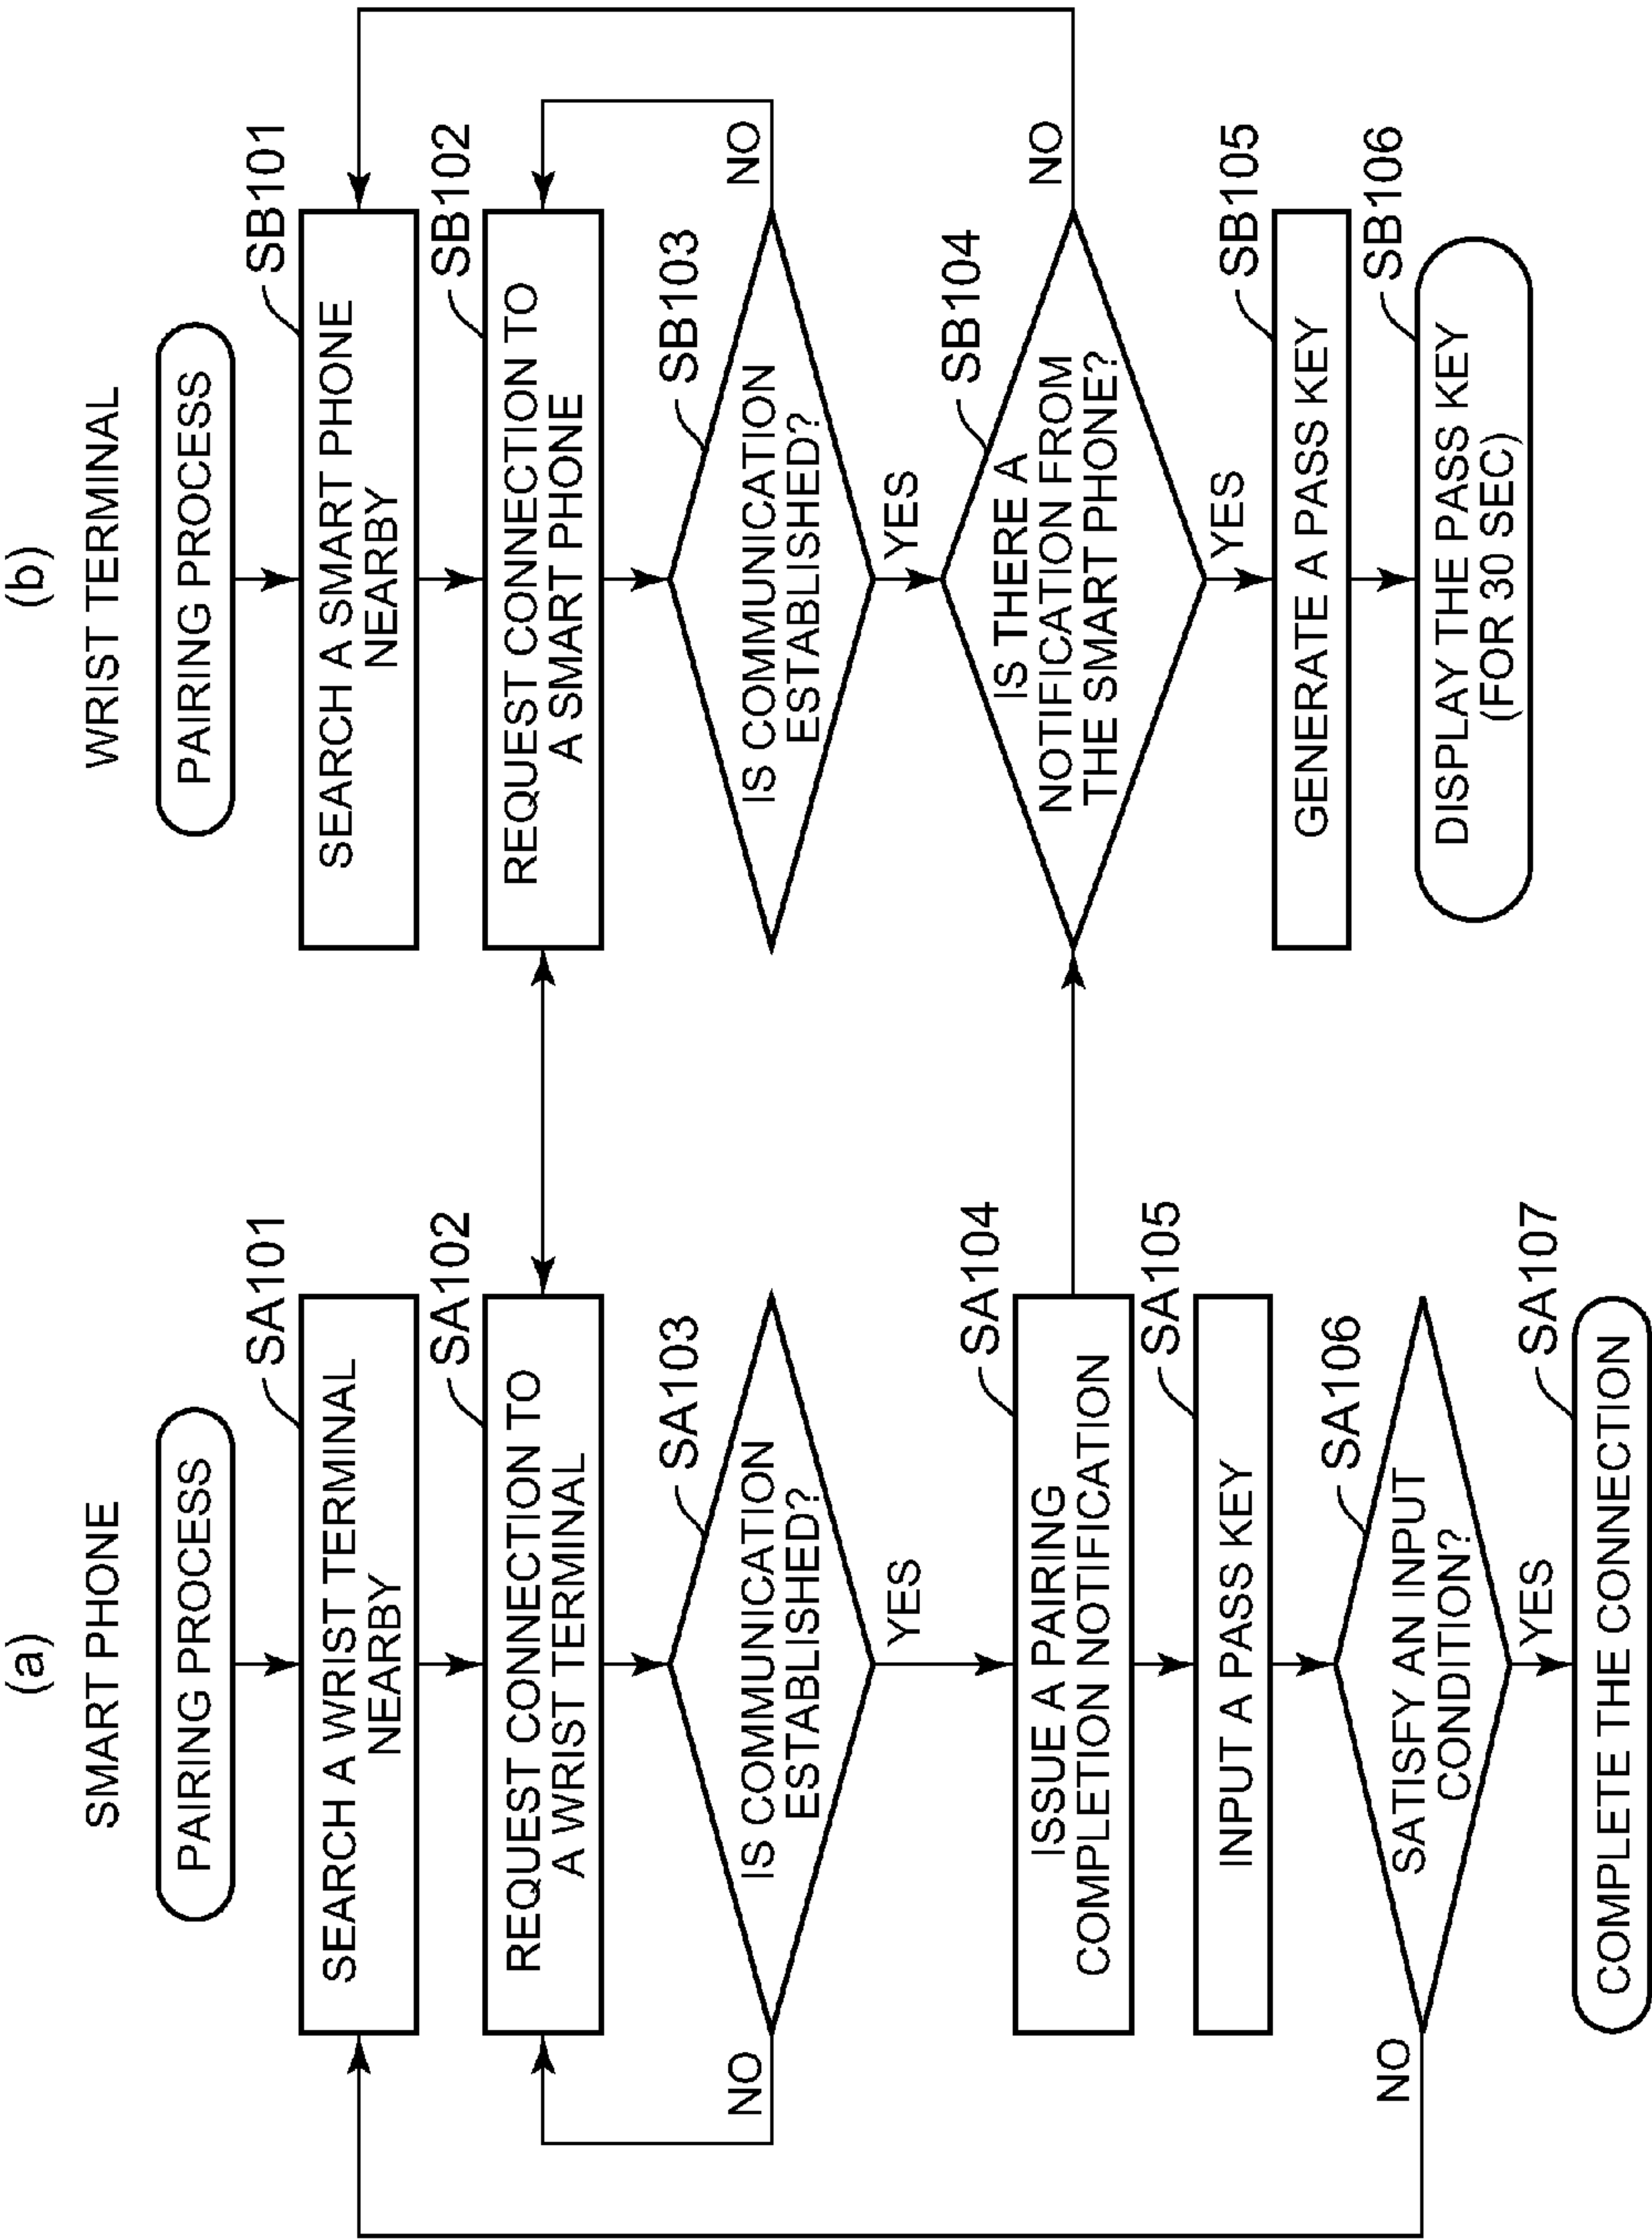 (a)
SMART PHONE
PAIRING PROCESS
SA101
SEARCH A WRIST TERMINAL
NEARBY
SA102
REQUEST CONNECTION TO
A WRIST TERMINAL
SA103
IS COMMUNICATION
ESTABLISHED?
NO
YES
SA104
ISSUE A PAIRING
COMPLETION NOTIFICATION
SA105
INPUT A PASS KEY
SA106
SATISFY AN INPUT
CONDITION?
NO
YES
SA107
COMPLETE THE CONNECTION
(b)
WRIST TERMINAL
PAIRING PROCESS
SB101
SEARCH A SMART PHONE
NEARBY
SB102
REQUEST CONNECTION TO
A SMART PHONE
SB103
IS COMMUNICATION
ESTABLISHED?
NO
YES
SB104
IS THERE A
NOTIFICATION FROM
THE SMART PHONE?
NO
YES
SB105
GENERATE A PASS KEY
SB106
DISPLAY THE PASS KEY
(FOR 30 SEC)